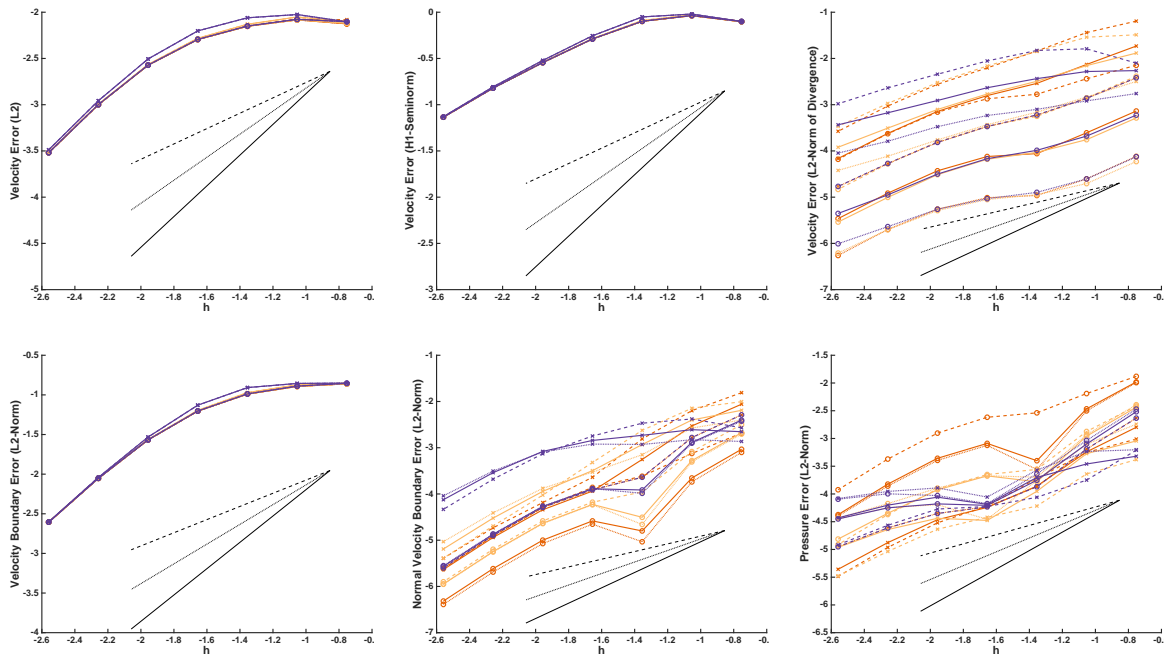 -2
-2.5
-3
-3.5
-4
-4.5
-5
Velocity Error (L2)
-2.6 -2.4 -2.2 -2 -1.8 -1.6 -1.4 -1.2 -1 -0.8 -0.
h
0
-0.5
-1
-1.5
-2
-2.5
-3
Velocity Error (H1-Seminorm)
-2.6 -2.4 -2.2 -2 -1.8 -1.6 -1.4 -1.2 -1 -0.8 -0.
h
-1
-2
-3
-4
-5
-6
-7
Velocity Error (L2-Norm of Divergence)
-2.6 -2.4 -2.2 -2 -1.8 -1.6 -1.4 -1.2 -1 -0.8 -0.
h
-0.5
-1
-1.5
-2
-2.5
-3
-3.5
-4
Velocity Boundary Error (L2-Norm)
-2.6 -2.4 -2.2 -2 -1.8 -1.6 -1.4 -1.2 -1 -0.8 -0.
h
-1
-2
-3
-4
-5
-6
-7
Normal Velocity Boundary Error (L2-Norm)
-2.6 -2.4 -2.2 -2 -1.8 -1.6 -1.4 -1.2 -1 -0.8 -0.
h
-1.5
-2
-2.5
-3
-3.5
-4
-4.5
-5
-5.5
-6
-6.5
Pressure Error (L2-Norm)
-2.6 -2.4 -2.2 -2 -1.8 -1.6 -1.4 -1.2 -1 -0.8 -0.
h